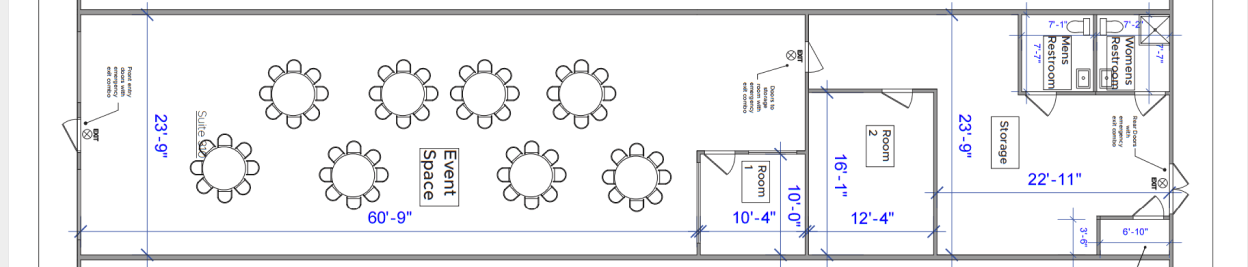 Front entry
doors with
emergency
exit combo
EXIT
23'-9"
Suite
Event
Space
60'-9"
EXIT
Doors to
storage
room with
emergency
exit combo
Room
1
10'-4"
10'-0"
16'-1"
Room
2
12'-4"
23'-9"
Storage
22'-11"
7'-1"
7'-7"
Mens
Restroom
7'-2"
7'-7"
Womens
Restroom
Rear Doors
with
emergency
exit combo
EXIT
3'-6"
6'-10"